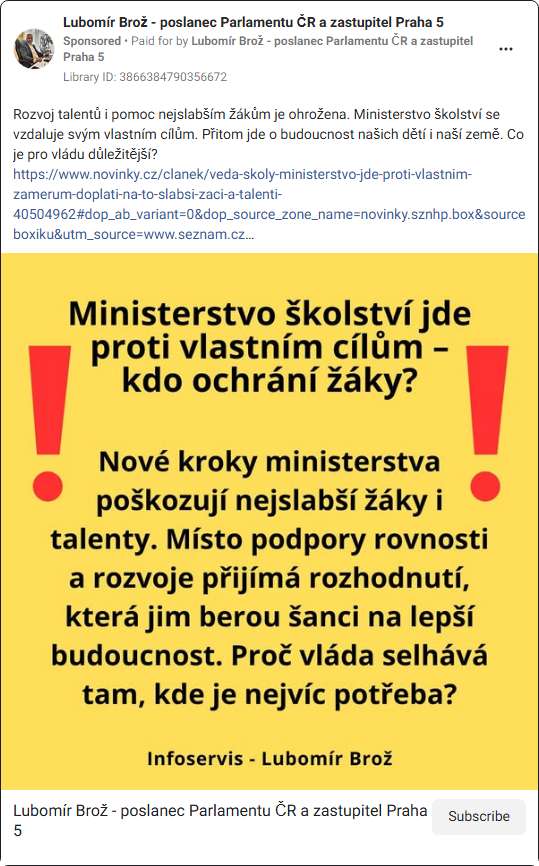 Lubomír Brož - poslanec Parlamentu ČR a zastupitel Praha 5
Sponsored • Paid for by Lubomír Brož - poslanec Parlamentu ČR a zastupitel
Praha 5
Library ID: 3866384790356672
Rozvoj talentů i pomoc nejslabším žákům je ohrožena. Ministerstvo školství se
vzdaluje svým vlastním cílům. Přitom jde o budoucnost našich dětí i naší země. Co
je pro vládu důležitější?
https://www.novinky.cz/clanek/veda-skoly-ministerstvo-jde-proti-vlastnim-
zamerum-doplati-na-to-slabsi-zaci-a-talenti-
40504962#dop_ab_variant=0&dop_source_zone_name=novinky.sznhp.box&source
boxiku&utm_source=www.seznam.cz…
Ministerstvo školství jde
proti vlastním cílům –
kdo ochrání žáky?
! !
Nové kroky ministerstva
poškozují nejslabší žáky i
talenty. Místo podpory rovnosti
a rozvoje přijímá rozhodnutí,
která jim berou šanci na lepší
budoucnost. Proč vláda selhává
tam, kde je nejvíc potřeba?
Infoservis - Lubomír Brož
Lubomír Brož - poslanec Parlamentu ČR a zastupitel Praha
5
Subscribe